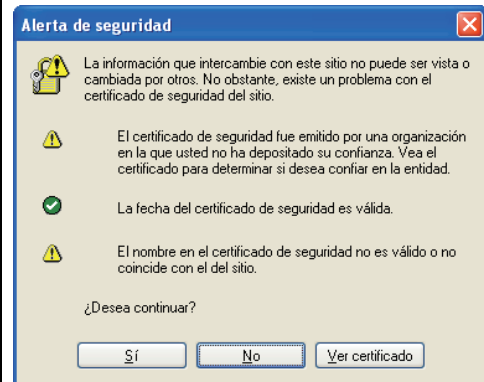 Alerta de seguridad
La información que intercambie con este sitio no puede ser vista o
cambiada por otros. No obstante, existe un problema con el
certificado de seguridad del sitio.
El certificado de seguridad fue emitido por una organización
en la que usted no ha depositado su confianza. Vea el
certificado para determinar si desea confiar en la entidad.
La fecha del certificado de seguridad es válida.
El nombre en el certificado de seguridad no es válido o no
coincide con el del sitio.
¿Desea continuar?
Sí No Ver certificado